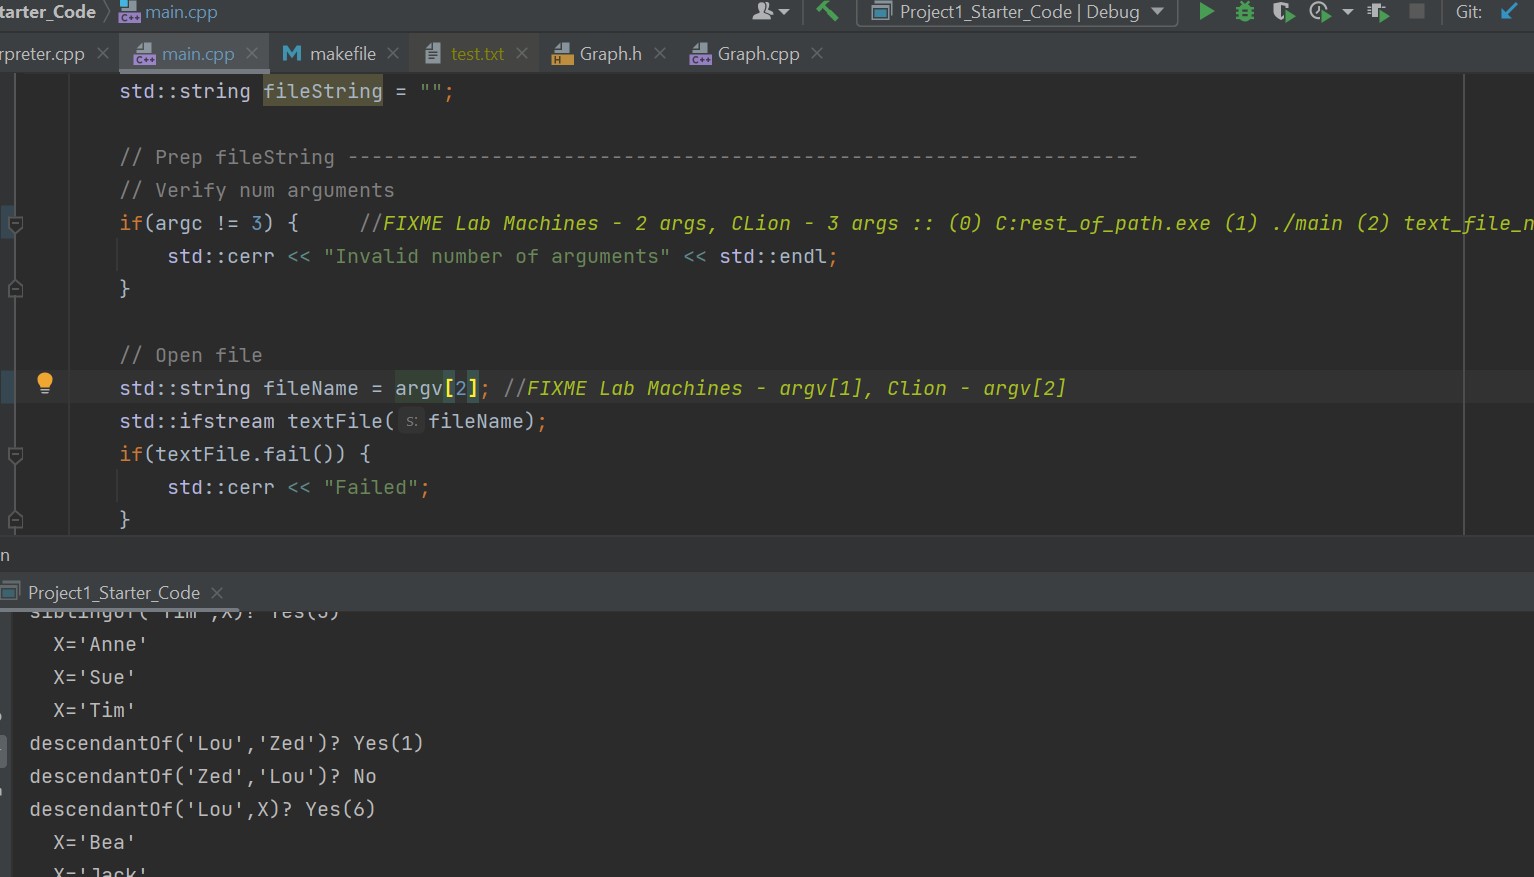 tarter_Code main.cpp Project1_Starter_Code | Debug Git:
rpreter.cpp main.cpp makefile test.txt Graph.h Graph.cpp
std::string fileString = "";
// Prep fileString ------------------------------------------------------------------
// Verify num arguments
if(argc != 3) { //FIXME Lab Machines - 2 args, CLion - 3 args :: (0) C:rest_of_path.exe (1) ./main (2) text_file_n
std::cerr << "Invalid number of arguments" << std::endl;
}
// Open file
std::string fileName = argv[2]; //FIXME Lab Machines - argv[1], Clion - argv[2]
std::ifstream textFile( s: fileName);
if(textFile.fail()) {
std::cerr << "Failed";
}
n
Project1_Starter_Code
siblingOf('Tim',X)? Yes(3)
X='Anne'
X='Sue'
X='Tim'
descendantOf('Lou','Zed')? Yes(1)
descendantOf('Zed','Lou')? No
descendantOf('Lou',X)? Yes(6)
X='Bea'
X='Jack'